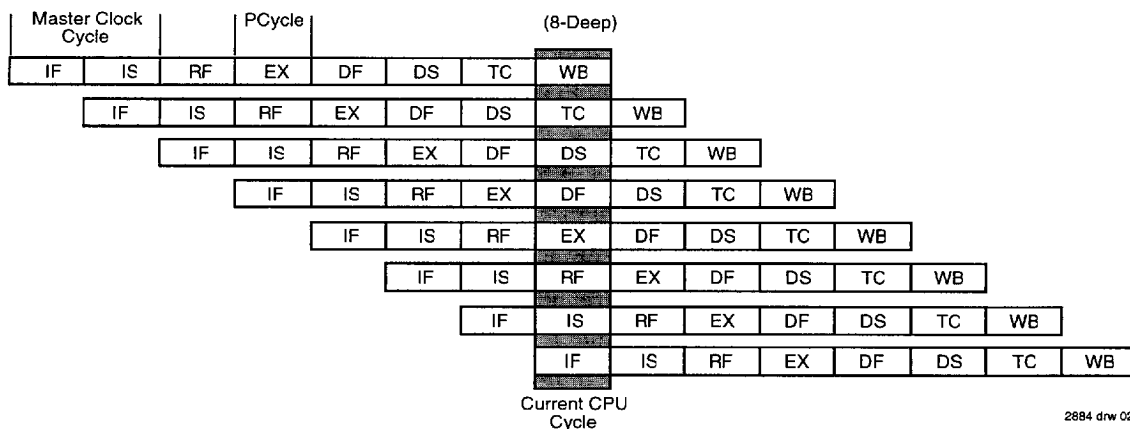 Master Clock
Cycle
PCycle
(8-Deep)
IF IS RF EX DF DS TC WB
IF IS RF EX DF DS TC WB
IF IS RF EX DF DS TC WB
IF IS RF EX DF DS TC WB
IF IS RF EX DF DS TC WB
IF IS RF EX DF DS TC WB
IF IS RF EX DF DS TC WB
IF IS RF EX DF DS TC WB
Current CPU
Cycle
2884 drw 02